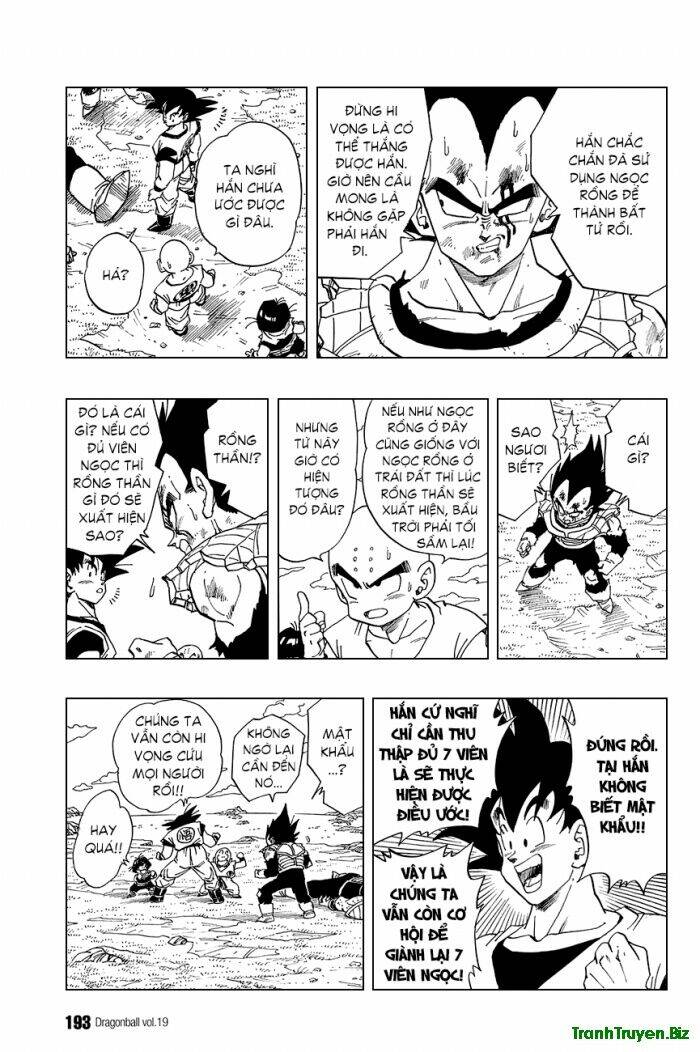 HẮN CHẮC
CHẮN ĐÃ SỬ
DỤNG NGỌC
RỒNG ĐỂ
THÀNH BẤT
TỬ RỒI.
ĐỪNG HI
VỌNG LÀ CÓ
THỂ THẮNG
ĐƯỢC HẮN.
GIỜ NÊN CẦU
MONG LÀ
KHÔNG GẶP
PHẢI HẮN
ĐI.
TA NGHĨ
HẮN CHƯA
ƯỚC ĐƯỢC
GÌ ĐÂU.
HẢ?
CÁI
GÌ?
SAO
NGƯƠI
BIẾT?
NẾU NHƯ NGỌC
RỒNG Ở ĐÂY
CŨNG GIỐNG VỚI
NGỌC RỒNG Ở
TRÁI ĐẤT THÌ LÚC
RỒNG THẦN SẼ
XUẤT HIỆN, BẦU
TRỜI PHẢI TỐI
SẦM LẠI!
NHƯNG
TỪ NÃY
GIỜ CÓ
HIỆN
TƯỢNG
ĐÓ ĐÂU?
RỒNG
THẦN!?
ĐÓ LÀ CÁI
GÌ? NẾU CÓ
ĐỦ VIÊN
NGỌC THÌ
RỒNG THẦN
GÌ ĐÓ SẼ
XUẤT HIỆN
SAO?
ĐÚNG RỒI.
TẠI HẮN
KHÔNG
BIẾT MẬT
KHẨU!!
HẮN CỨ NGHĨ
CHỈ CẦN THU
THẬP ĐỦ 7 VIÊN
LÀ SẼ THỰC
HIỆN ĐƯỢC
ĐIỀU ƯỚC!
VẬY LÀ
CHÚNG TA
VẪN CÒN CƠ
HỘI ĐỂ
GIÀNH LẠI
7 VIÊN NGỌC!
MẬT
KHẨU
...?
KHÔNG
NGỜ LẠI
CẦN ĐẾN
NÓ...
CHÚNG TA
VẪN CÒN HI
VỌNG CỨU
MỌI NGƯỜI
RỒI!!
HAY
QUÁ!!
193 Dragonball vol.19
TranhTruyen.Biz